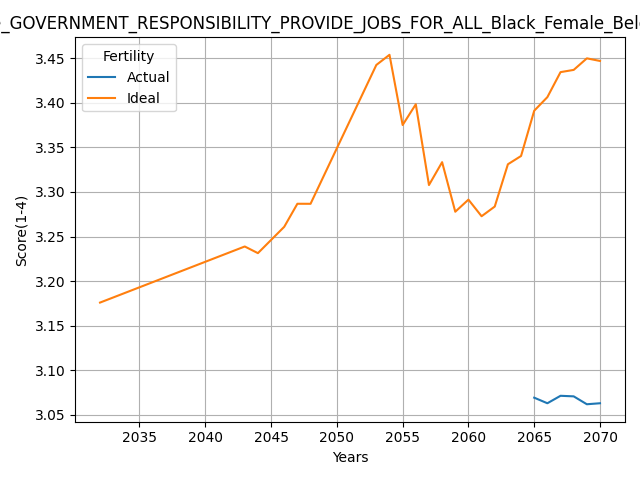 _GOVERNMENT_RESPONSIBILITY_PROVIDE_JOBS_FOR_ALL_Black_Female_Bel
Fertility
Actual
Ideal
3.45
3.40
3.35
3.30
3.25
3.20
3.15
3.10
3.05
Score(1-4)
2035 2040 2045 2050 2055 2060 2065 2070
Years